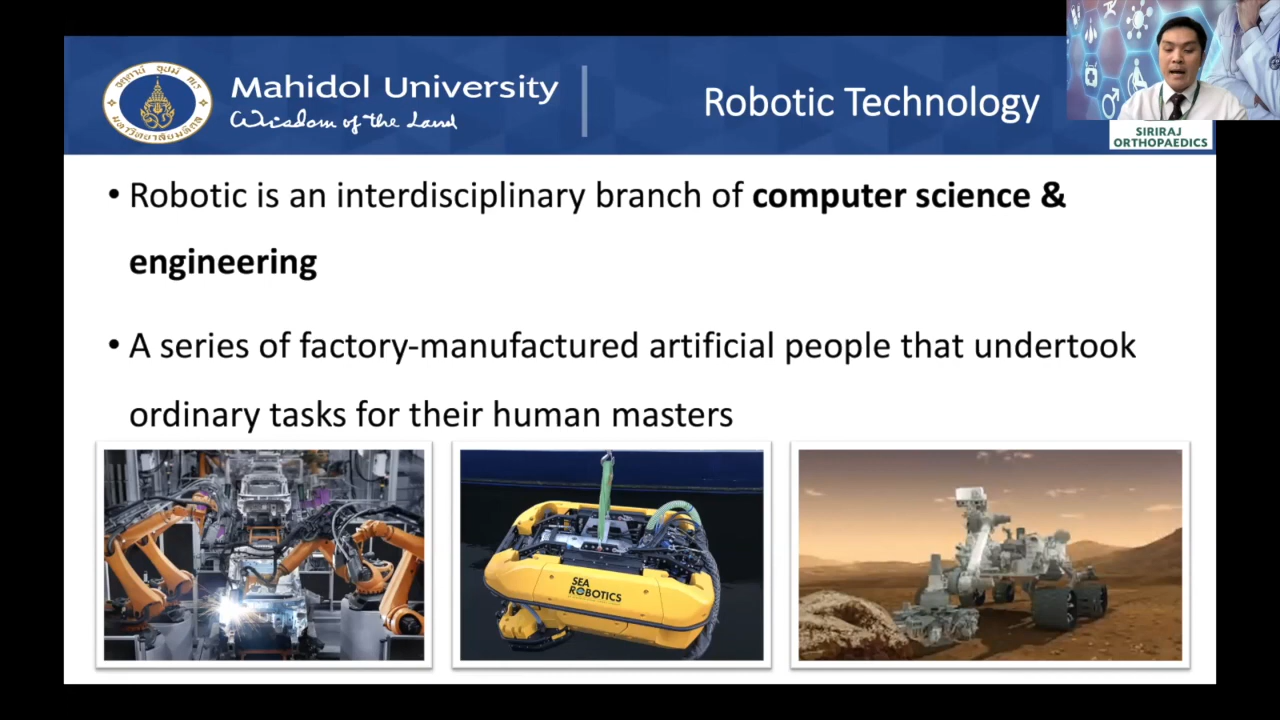 Mahidol University
Wisdom of the Land
Robotic Technology
SIRIRAJ
ORTHOPAEDICS
• Robotic is an interdisciplinary branch of computer science &
engineering
• A series of factory-manufactured artificial people that undertook
ordinary tasks for their human masters
SEA
ROBOTICS